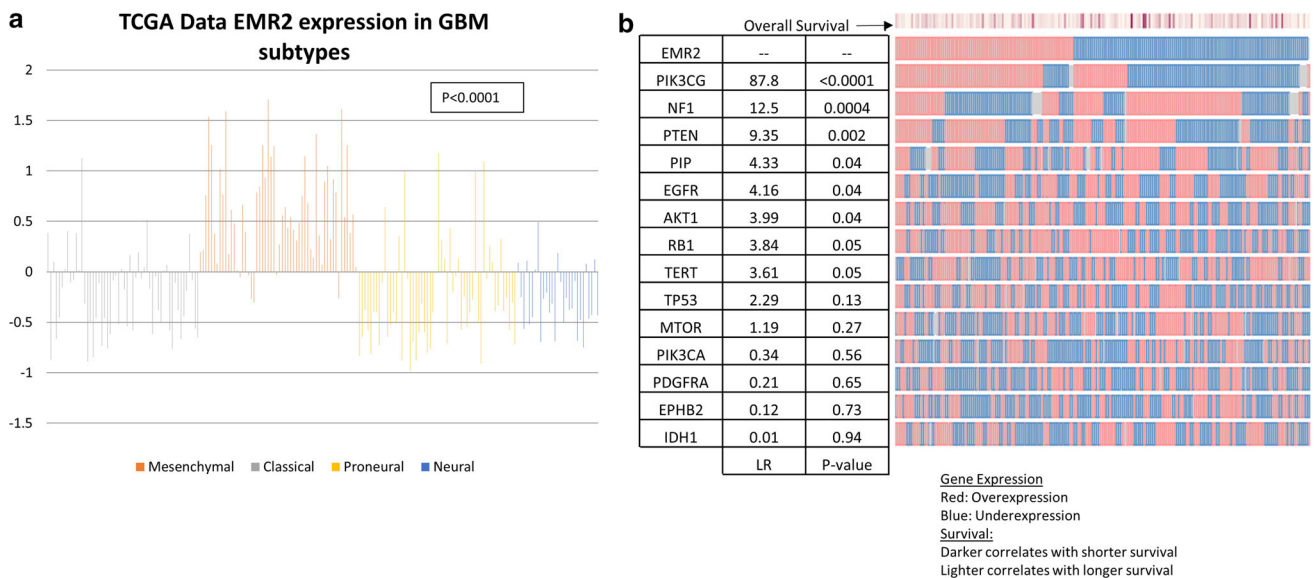 a
TCGA Data EMR2 expression in GBM
subtypes
P<0.0001
2
1.5
1
0.5
0
-0.5
-1
-1.5
Mesenchymal Classical Proneural Neural
b
Overall Survival
EMR2 -- --
PIK3CG 87.8 <0.0001
NF1 12.5 0.0004
PTEN 9.35 0.002
PIP 4.33 0.04
EGFR 4.16 0.04
AKT1 3.99 0.04
RB1 3.84 0.05
TERT 3.61 0.05
TP53 2.29 0.13
MTOR 1.19 0.27
PIK3CA 0.34 0.56
PDGFRA 0.21 0.65
EPHB2 0.12 0.73
IDH1 0.01 0.94
LR P-value
Gene Expression
Red: Overexpression
Blue: Underexpression
Survival:
Darker correlates with shorter survival
Lighter correlates with longer survival